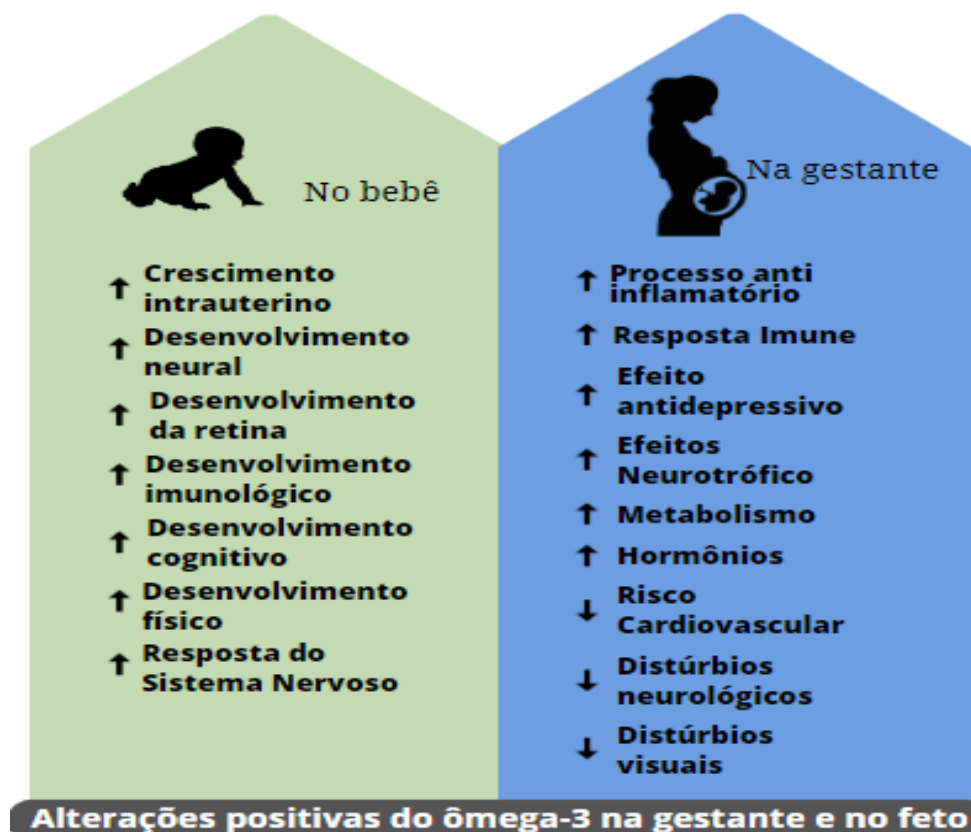 No bebê
↑ Crescimento
intrauterino
↑ Desenvolvimento
neural
↑ Desenvolvimento
da retina
↑ Desenvolvimento
imunológico
↑ Desenvolvimento
cognitivo
↑ Desenvolvimento
físico
↑ Resposta do
Sistema Nervoso
Na gestante
↑ Processo anti
inflamatório
↑ Resposta Imune
↑ Efeito
antidepressivo
↑ Efeitos
Neurotrófico
↑ Metabolismo
↑ Hormônios
↓ Risco
Cardiovascular
↓ Distúrbios
neurológicos
↓ Distúrbios
visuais
Alterações positivas do ômega-3 na gestante e no feto